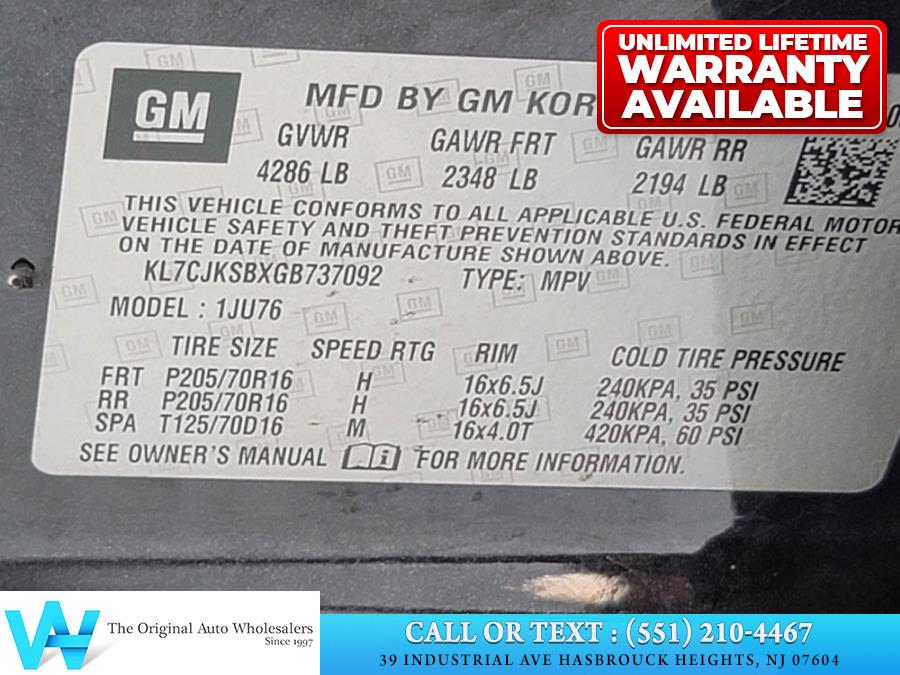 UNLIMITED LIFETIME
WARRANTY
AVAILABLE
GM
MFD BY GM KOR
GVWR GAWR FRT GAWR RR
4286 LB 2348 LB 2194 LB
THIS VEHICLE CONFORMS TO ALL APPLICABLE U.S. FEDERAL MOTOR
VEHICLE SAFETY AND THEFT PREVENTION STANDARDS IN EFFECT
ON THE DATE OF MANUFACTURE SHOWN ABOVE.
KL7CJKSBXGB737092 TYPE: MPV
MODEL : 1JU76
TIRE SIZE SPEED RTG RIM COLD TIRE PRESSURE
FRT P205/70R16 H 16x6.5J 240KPA, 35 PSI
RR P205/70R16 H 16x6.5J 240KPA, 35 PSI
SPA T125/70D16 M 16x4.0T 420KPA, 60 PSI
SEE OWNER'S MANUAL i FOR MORE INFORMATION.
The Original Auto Wholesalers
Since 1997
CALL OR TEXT : (551) 210-4467
39 INDUSTRIAL AVE HASBROUCK HEIGHTS, NJ 07604